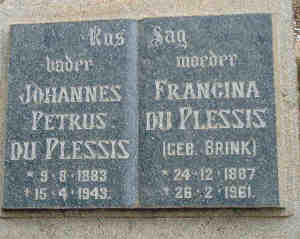 Rus Sag
vader
JOHANNES
PETRUS
DU PLESSIS
* 9-8-1883
† 15-4-1943.
moeder
FRANCINA
DU PLESSIS
(GEB. BRINK)
* 24-12-1887
† 26-2-1961.